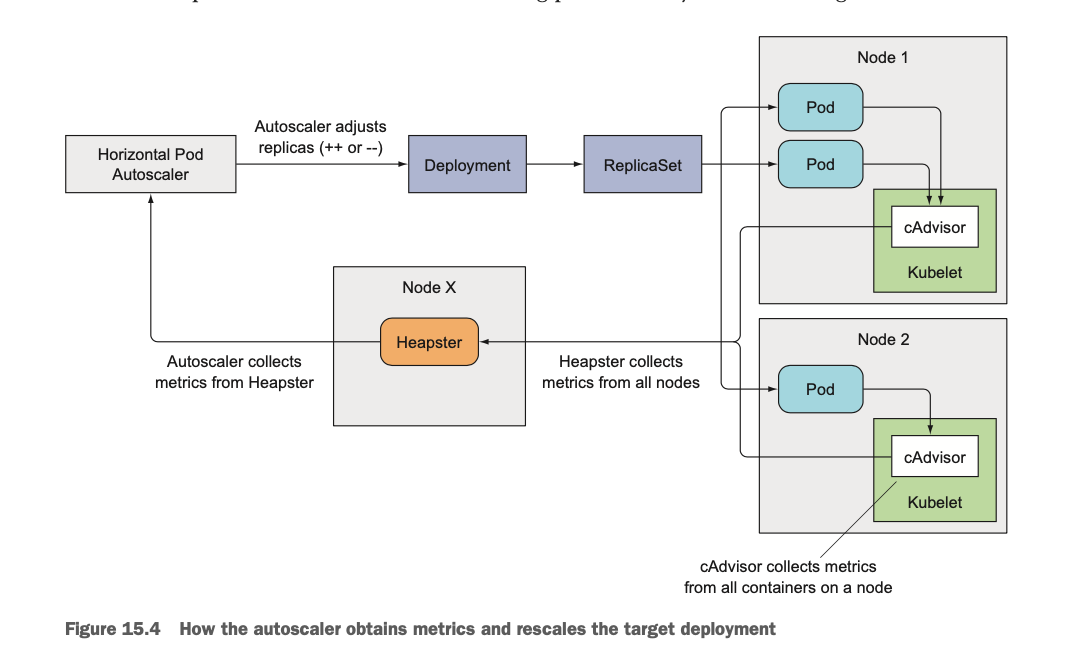 Node 1
Pod
Autoscaler adjusts
replicas (++ or --)
Horizontal Pod
Autoscaler
Deployment
ReplicaSet
Pod
cAdvisor
Kubelet
Node X
Heapster
Autoscaler collects
metrics from Heapster
Heapster collects
metrics from all nodes
Node 2
Pod
cAdvisor
Kubelet
cAdvisor collects metrics
from all containers on a node
Figure 15.4 How the autoscaler obtains metrics and rescales the target deployment